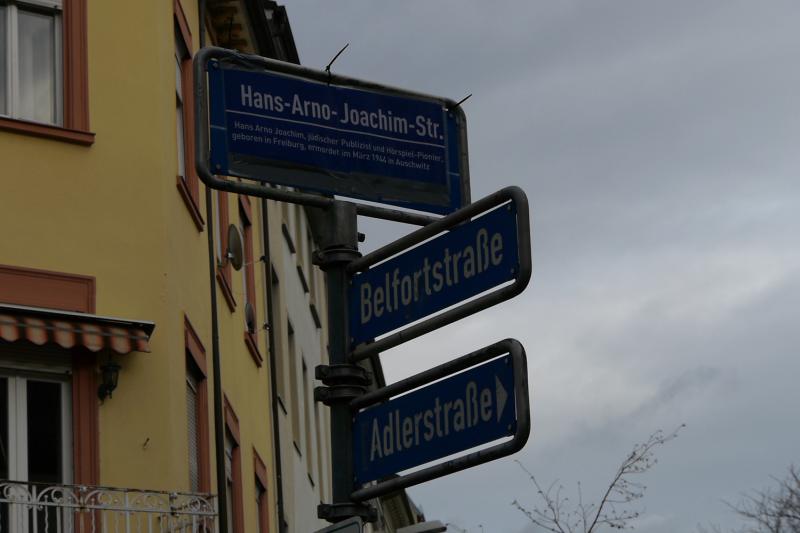 Hans-Arno-Joachim-Str.
Hans Arno Joachim, jüdischer Publizist und Hörspiel-Pionier,
geboren in Freiburg, ermordet im März 1944 in Auschwitz
Belfortstraße
Adlerstraße